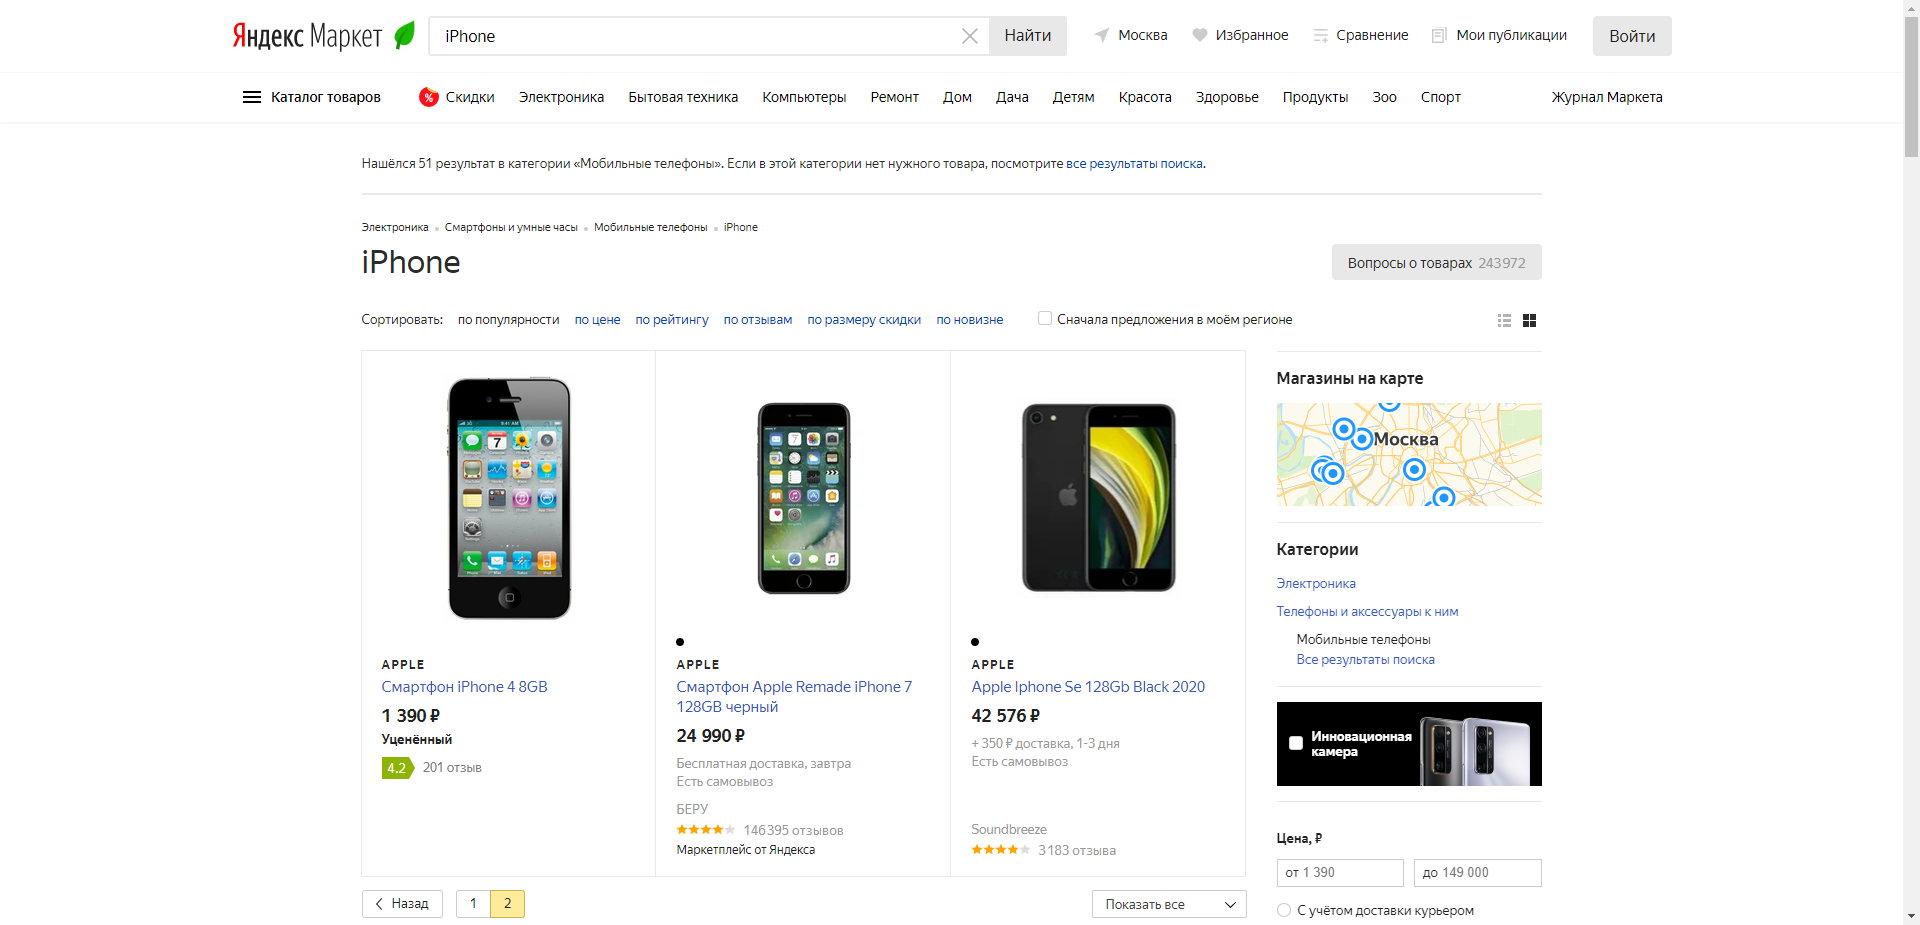 Яндекс Маркет
iPhone
Найти
Москва
Избранное
Сравнение
Мои публикации
Войти
Каталог товаров
% Скидки
Электроника
Бытовая техника
Компьютеры
Ремонт
Дом
Дача
Детям
Красота
Здоровье
Продукты
Зоо
Спорт
Журнал Маркета
Нашёлся 51 результат в категории «Мобильные телефоны». Если в этой категории нет нужного товара, посмотрите все результаты поиска.
Электроника
Смартфоны и умные часы
Мобильные телефоны
iPhone
iPhone
Вопросы о товарах 243972
Сортировать:
по популярности
по цене
по рейтингу
по отзывам
по размеру скидки
по новизне
Сначала предложения в моём регионе
APPLE
Смартфон iPhone 4 8GB
1 390 ₽
Уценённый
4.2 201 отзыв
APPLE
Смартфон Apple Remade iPhone 7
128GB черный
24 990 ₽
Бесплатная доставка, завтра
Есть самовывоз
БЕРУ
146 395 отзывов
Маркетплейс от Яндекса
APPLE
Apple Iphone Se 128Gb Black 2020
42 576 ₽
+ 350 ₽ доставка, 1-3 дня
Есть самовывоз
Soundbreeze
3 183 отзыва
Назад
1
2
Показать все
Магазины на карте
Москва
Категории
Электроника
Телефоны и аксессуары к ним
Мобильные телефоны
Все результаты поиска
Инновационная
камера
Цена, ₽
от 1 390
до 149 000
С учётом доставки курьером